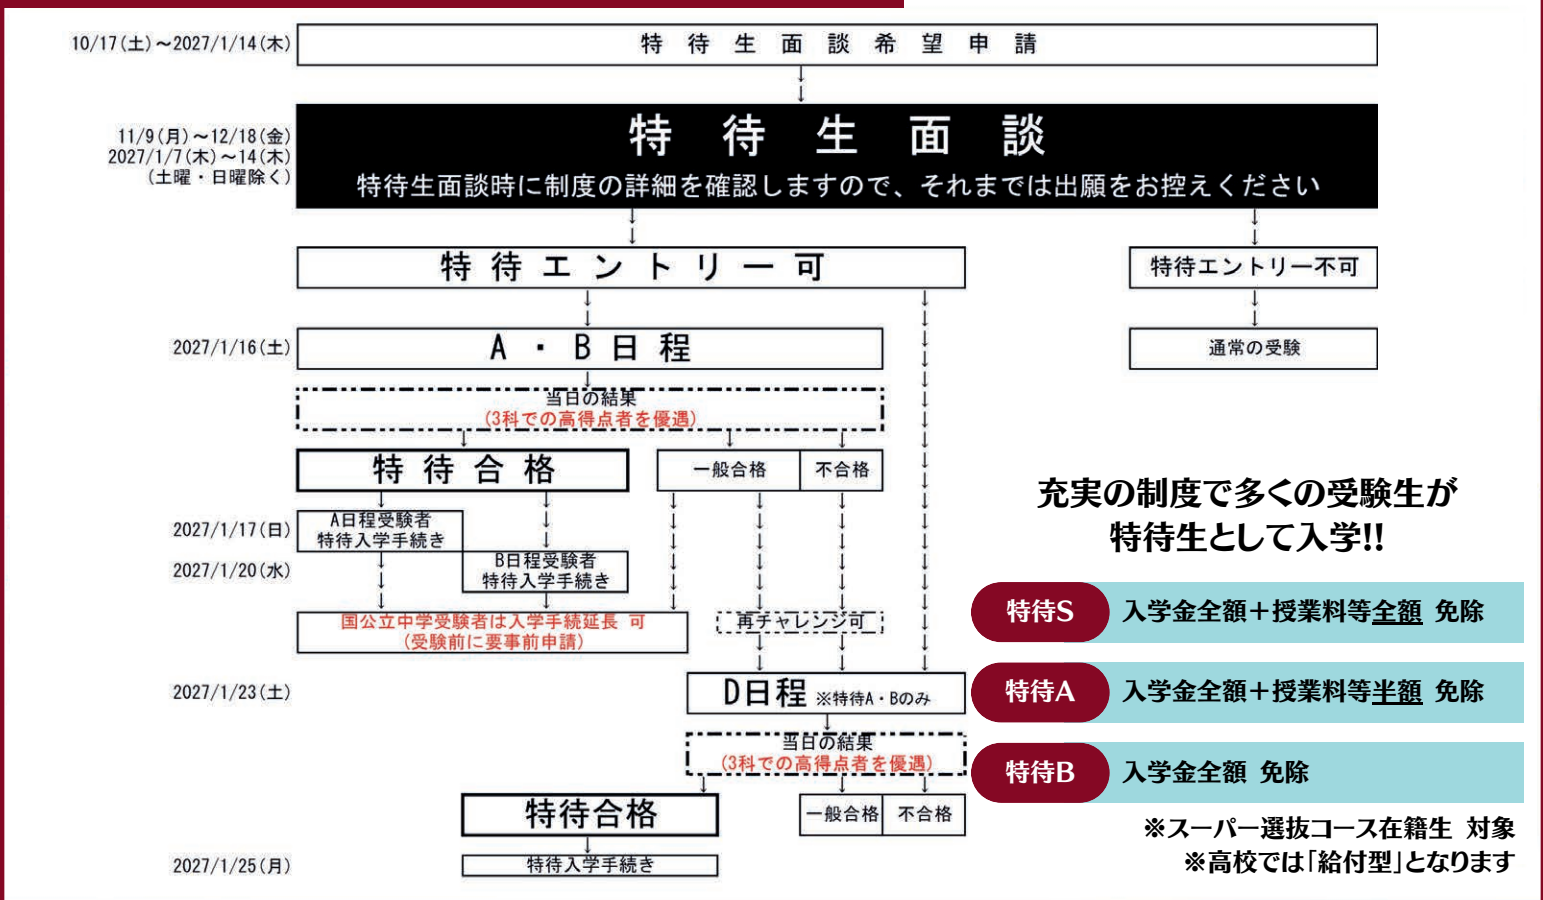 10/17(土)～2027/1/14(木)
特待生面談希望申請
11/9(月)～12/18(金)
2027/1/7(木)～14(木)
(土曜・日曜除く)
特待生面談
特待生面談時に制度の詳細を確認しますので、それまでは出願をお控えください
特待エントリー可
特待エントリー不可
2027/1/16(土)
A・B日程
通常の受験
当日の結果
(3科での高得点者を優遇)
特待合格
一般合格
不合格
2027/1/17(日)
A日程受験者
特待入学手続き
2027/1/20(水)
B日程受験者
特待入学手続き
国公立中学受験者は入学手続延長 可
(受験前に要事前申請)
再チャレンジ可
2027/1/23(土)
D日程 ※特待A・Bのみ
当日の結果
(3科での高得点者を優遇)
特待合格
一般合格
不合格
2027/1/25(月)
特待入学手続き
充実の制度で多くの受験生が
特待生として入学!!
特待S 入学金全額＋授業料等全額 免除
特待A 入学金全額＋授業料等半額 免除
特待B 入学金全額 免除
※スーパー選抜コース在籍生 対象
※高校では「給付型」となります